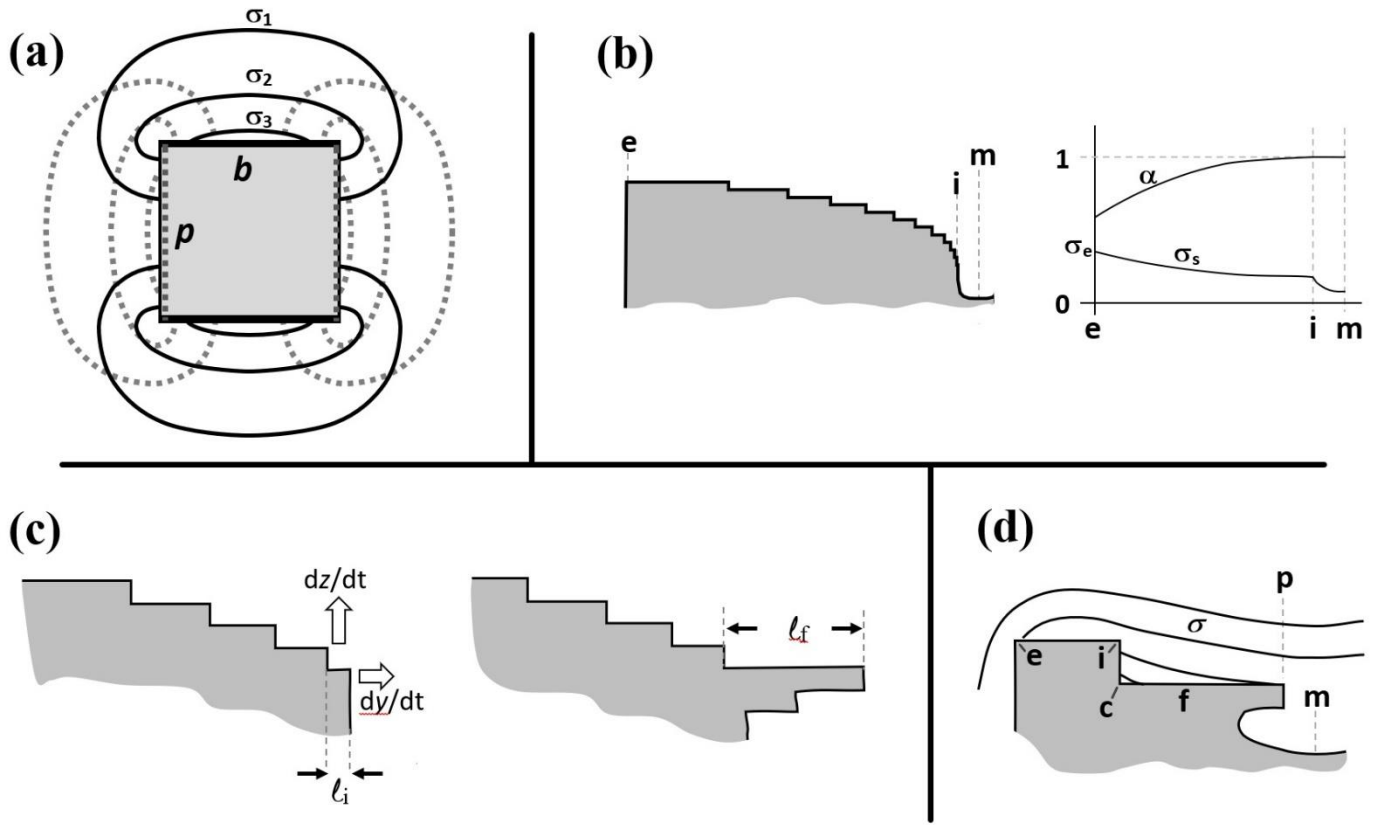 (a)
σ1
σ2
σ3
b
p
(b)
e
i
m
1
α
σe
σs
0
e
i
m
(c)
dz/dt
dy/dt
ℓi
ℓf
(d)
p
σ
e
i
c
f
m